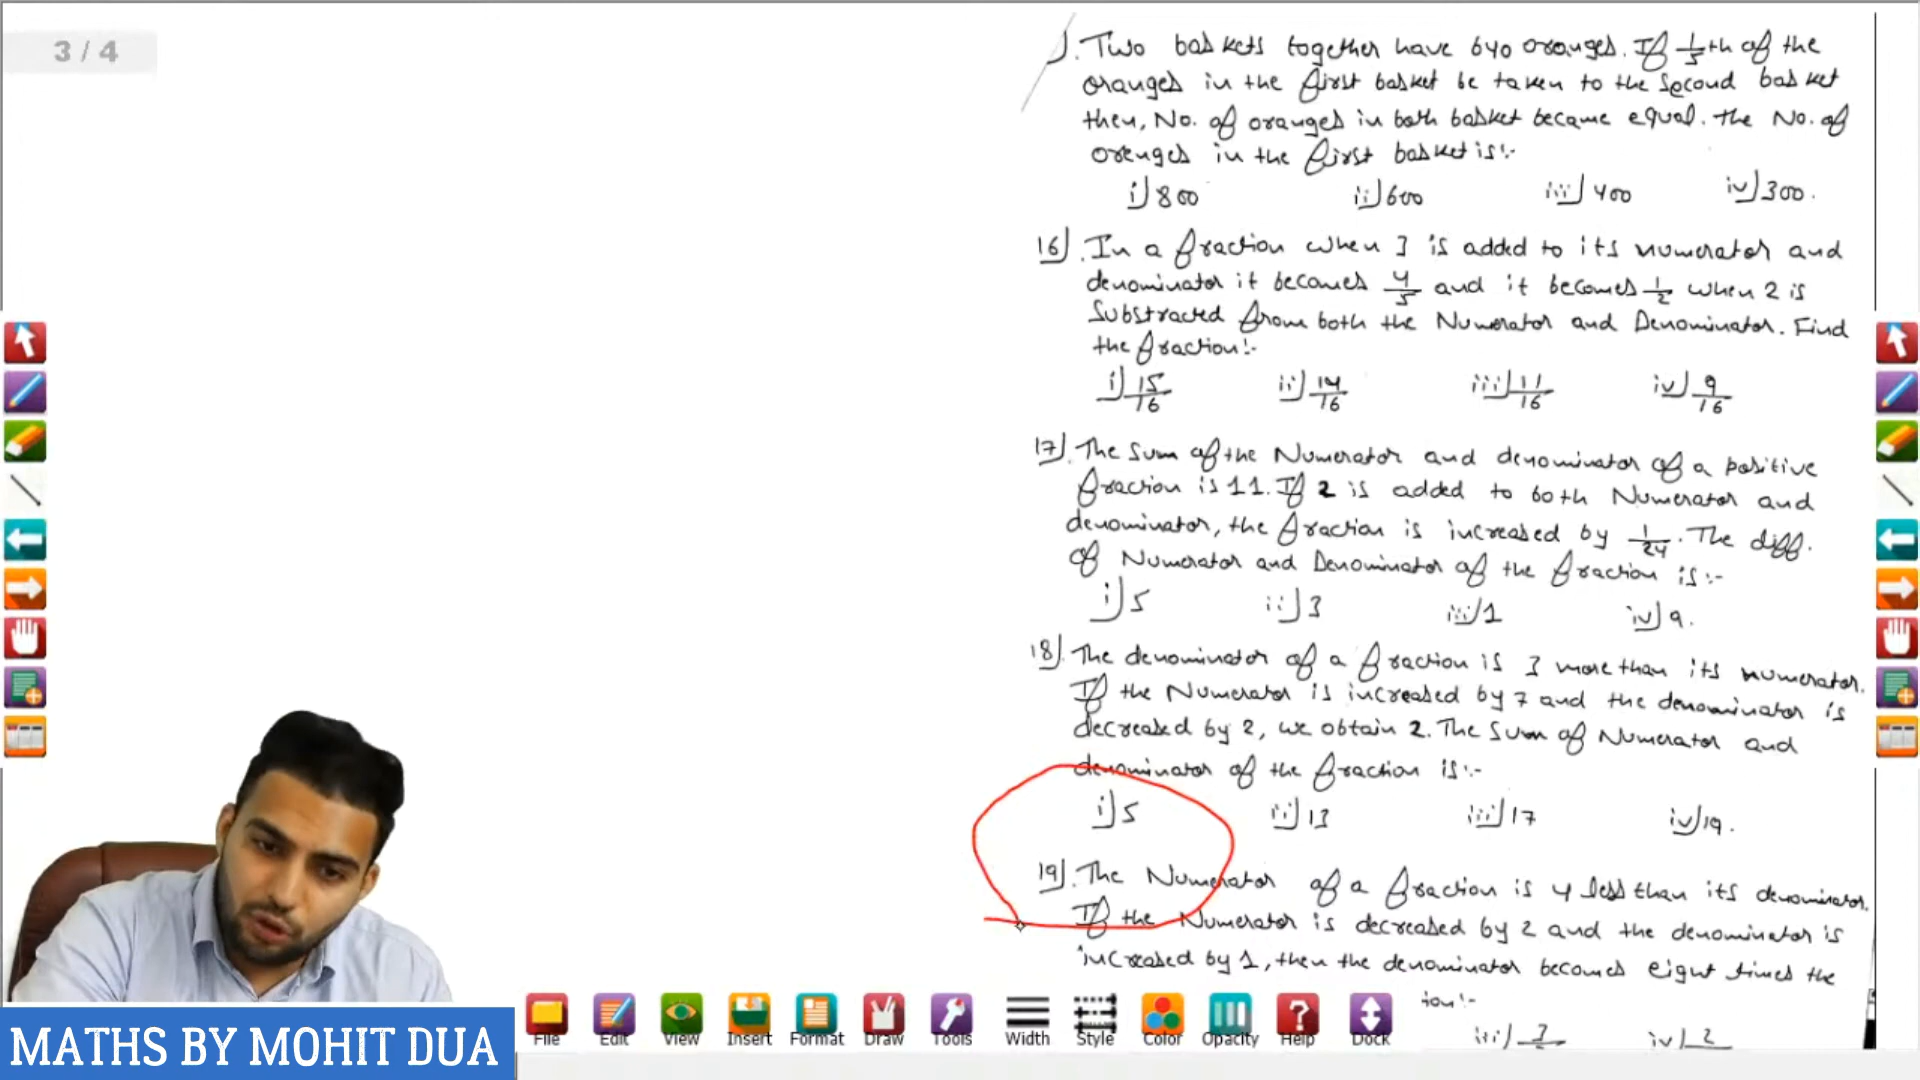 3 / 4
). Two baskets together have 640 oranges. If 1/5th of the
oranges in the first basket be taken to the second basket
then, No. of oranges in both basket became equal. The No. of
orenges in the first basket is:-
i) 800 ii) 600 iii) 400 iv) 300.
16). In a fraction when 3 is added to its numerator and
denominator it becomes 4/5 and it becomes 1/2 when 2 is
Substracted from both the Numerator and Denominator. Find
the fraction:-
i) 15/16 ii) 14/16 iii) 11/16 iv) 9/16
17). The Sum of the Numerator and denominator of a positive
fraction is 11. If 2 is added to both Numerator and
denominator, the fraction is increased by 1/24. The diff.
of Numerator and Denominator of the fraction is:-
i) 5 ii) 3 iii) 1 iv) 9.
18). The denominator of a fraction is 3 more than its numerator.
If the Numerator is increased by 7 and the denominator is
decreased by 2, we obtain 2. The Sum of Numerator and
denominator of the fraction is:-
i) 5 ii) 13 iii) 17 iv) 19.
19). The Numerator of a fraction is 4 less than its denominator.
If the Numerator is decreased by 2 and the denominator is
increased by 1, then the denominator becomes eight times the
tion:-
iii) 3 iv) 2
File Edit View Insert Format Draw Tools Width Style Color Opacity Help Dock
MATHS BY MOHIT DUA